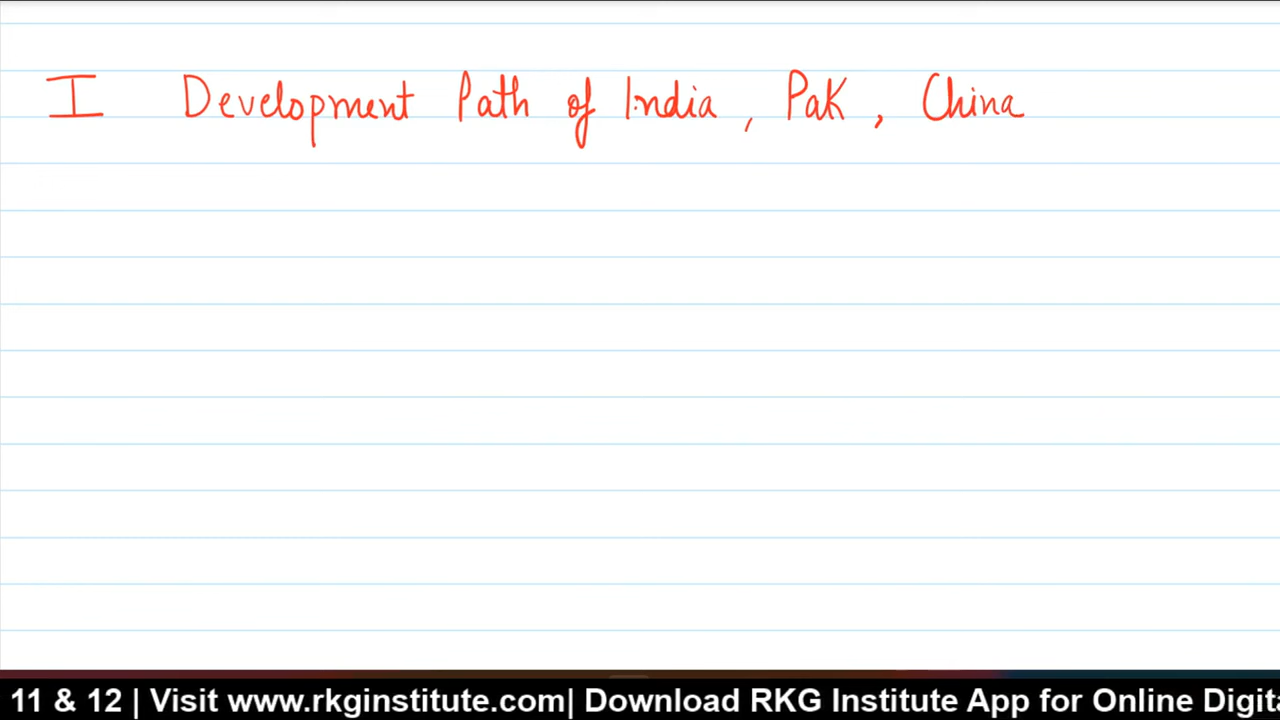 I Development Path of India, Pak, China
11 & 12 | Visit www.rkginstitute.com| Download RKG Institute App for Online Digit